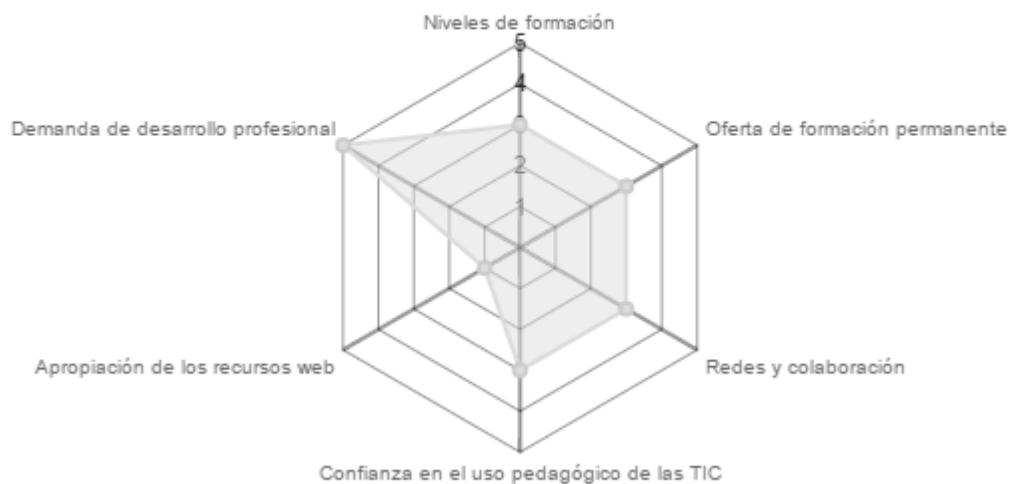 Niveles de formación
5
4
Demanda de desarrollo profesional
Oferta de formación permanente
2
1
Apropiación de los recursos web
Redes y colaboración
Confianza en el uso pedagógico de las TIC